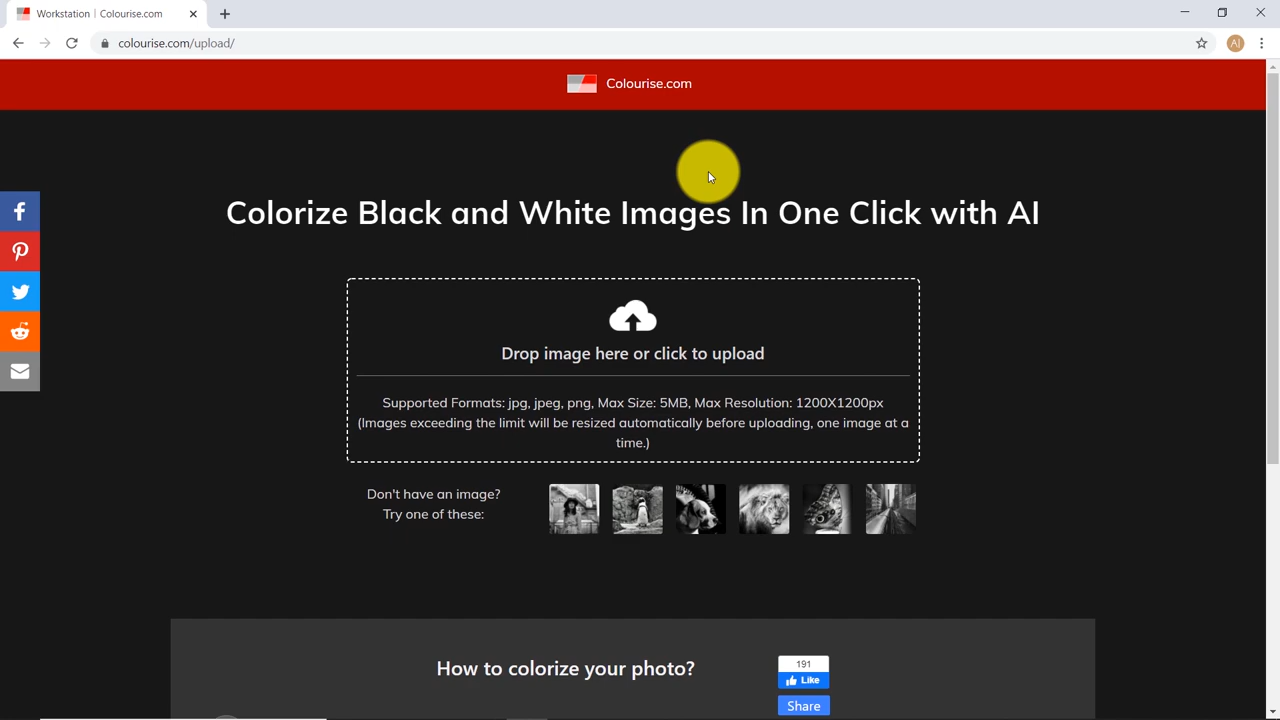 Workstation | Colourise.com
colourise.com/upload/
AI
Colourise.com
Colorize Black and White Images In One Click with AI
Drop image here or click to upload
Supported Formats: jpg, jpeg, png, Max Size: 5MB, Max Resolution: 1200X1200px
(Images exceeding the limit will be resized automatically before uploading, one image at a
time.)
Don't have an image?
Try one of these:
How to colorize your photo?
191
Like
Share